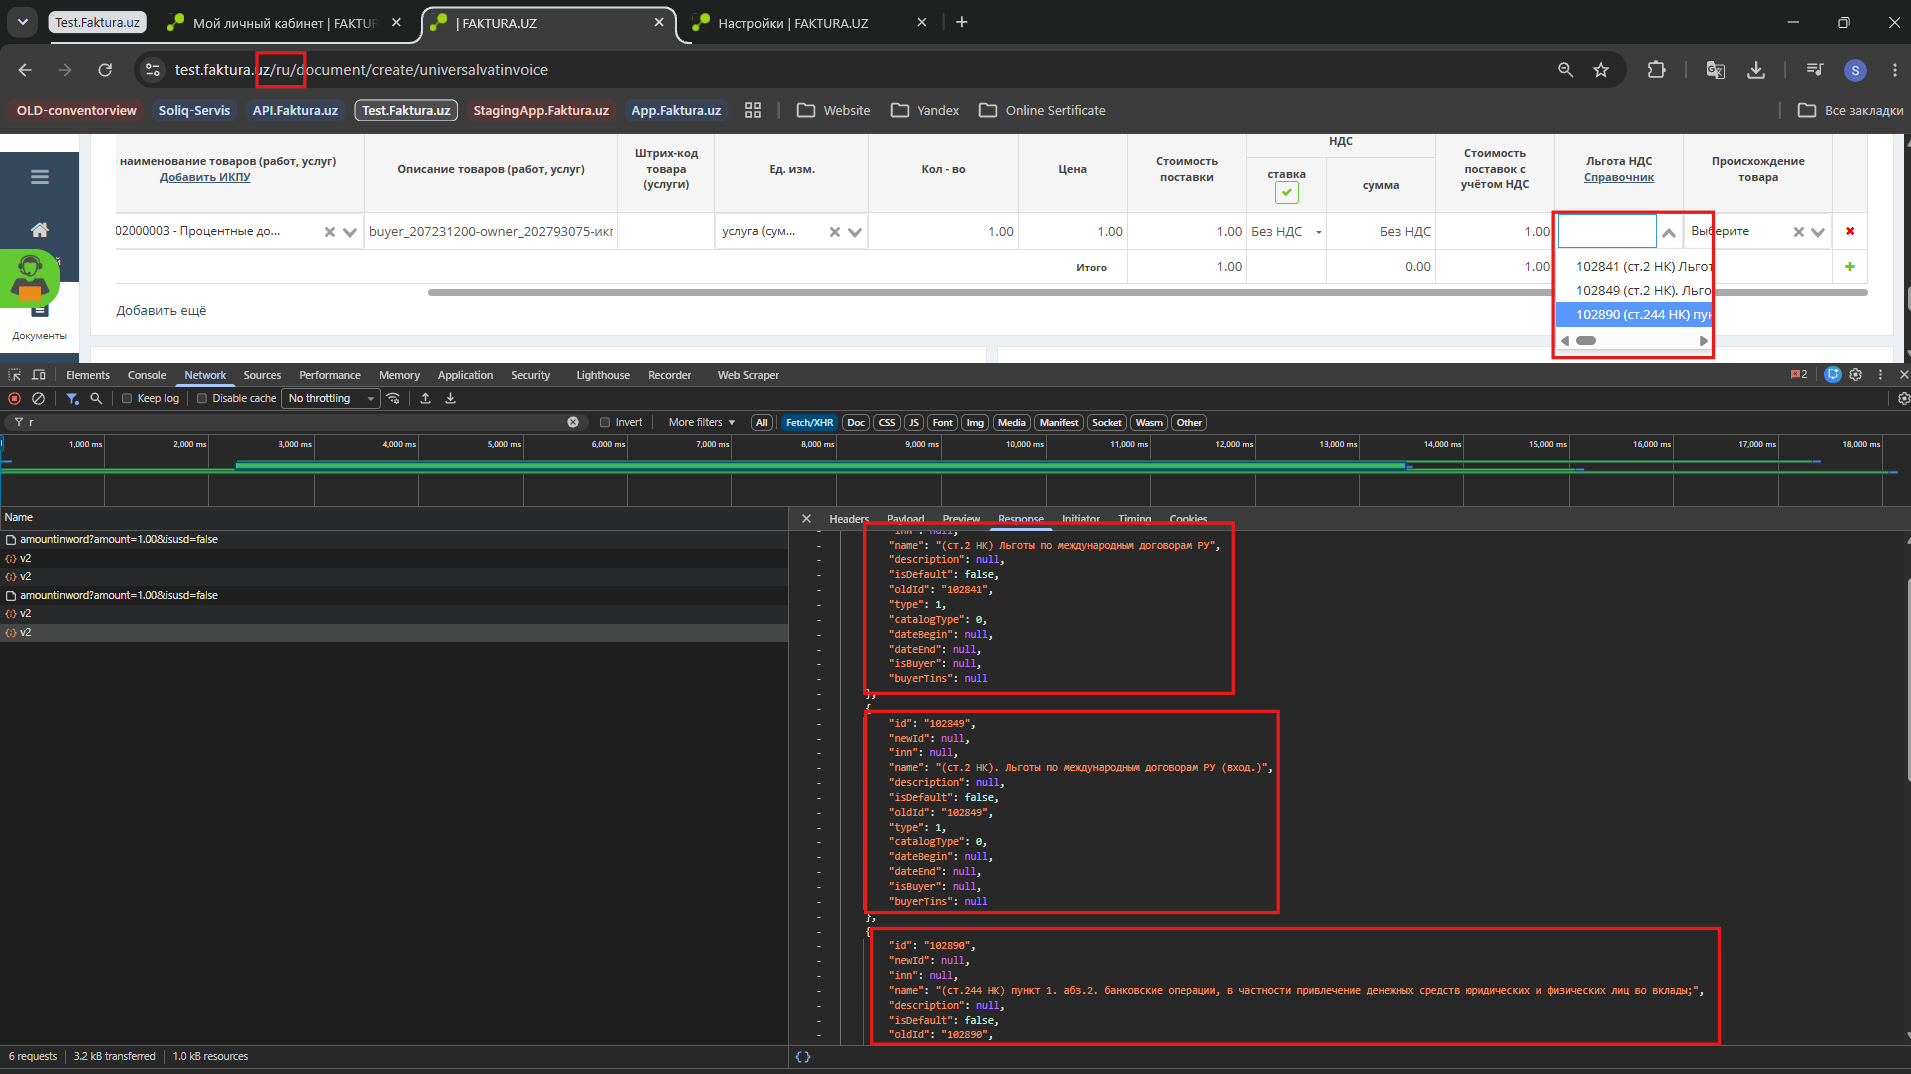 Test.Faktura.uz
Мой личный кабинет | FAKTUR
| FAKTURA.UZ
Настройки | FAKTURA.UZ
test.faktura.uz/ru/document/create/universalvatinvoice
S
OLD-conventorview
Soliq-Servis
API.Faktura.uz
Test.Faktura.uz
StagingApp.Faktura.uz
App.Faktura.uz
Website
Yandex
Online Sertificate
Все закладки
наименование товаров (работ, услуг)
Добавить ИКПУ
Описание товаров (работ, услуг)
Штрих-код
товара
(услуги)
Ед. изм.
Кол - во
Цена
Стоимость
поставки
НДС
ставка
сумма
Стоимость
поставок с
учётом НДС
Льгота НДС
Справочник
Происхождение
товара
02000003 - Процентные до...
buyer_207231200-owner_202793075-икг
услуга (сум...
1.00
1.00
1.00
Без НДС
Без НДС
1.00
Выберите
Итого
1.00
0.00
1.00
102841 (ст.2 НК) Льгот
102849 (ст.2 НК). Льго
102890 (ст.244 НК) пун
Добавить ещё
Документы
Elements
Console
Network
Sources
Performance
Memory
Application
Security
Lighthouse
Recorder
Web Scraper
2
Keep log
Disable cache
No throttling
r
Invert
More filters
All
Fetch/XHR
Doc
CSS
JS
Font
Img
Media
Manifest
Socket
Wasm
Other
1,000 ms
2,000 ms
3,000 ms
4,000 ms
5,000 ms
6,000 ms
7,000 ms
8,000 ms
9,000 ms
10,000 ms
11,000 ms
12,000 ms
13,000 ms
14,000 ms
15,000 ms
16,000 ms
17,000 ms
18,000 ms
Name
amountinword?amount=1.00&isusd=false
v2
v2
amountinword?amount=1.00&isusd=false
v2
v2
Headers
Payload
Preview
Response
Initiator
Timing
Cookies
"inn": null,
"name": "(ст.2 НК) Льготы по международным договорам РУ",
"description": null,
"isDefault": false,
"oldId": "102841",
"type": 1,
"catalogType": 0,
"dateBegin": null,
"dateEnd": null,
"isBuyer": null,
"buyerTins": null
},
{
"id": "102849",
"newId": null,
"inn": null,
"name": "(ст.2 НК). Льготы по международным договорам РУ (вход.)",
"description": null,
"isDefault": false,
"oldId": "102849",
"type": 1,
"catalogType": 0,
"dateBegin": null,
"dateEnd": null,
"isBuyer": null,
"buyerTins": null
},
{
"id": "102890",
"newId": null,
"inn": null,
"name": "(ст.244 НК) пункт 1. абз.2. банковские операции, в частности привлечение денежных средств юридических и физических лиц во вклады;",
"description": null,
"isDefault": false,
"oldId": "102890",
6 requests
3.2 kB transferred
1.0 kB resources
{}